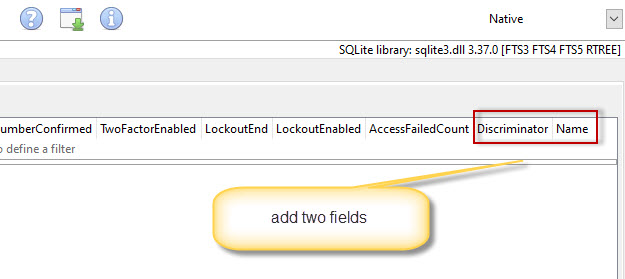 Native
SQLite library: sqlite3.dll 3.37.0 [FTS3 FTS4 FTS5 RTREE]
umberConfirmed TwoFactorEnabled LockoutEnd LockoutEnabled AccessFailedCount Discriminator Name
o define a filter
add two fields